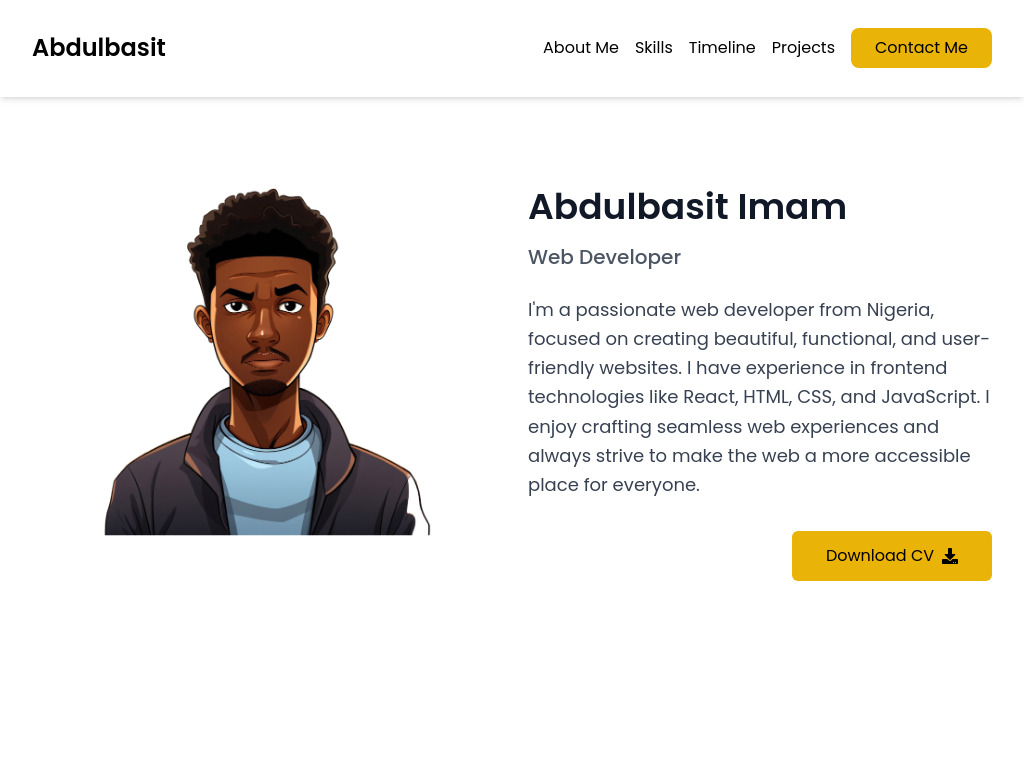 Abdulbasit
About Me Skills Timeline Projects Contact Me
Abdulbasit Imam
Web Developer
I'm a passionate web developer from Nigeria,
focused on creating beautiful, functional, and user-
friendly websites. I have experience in frontend
technologies like React, HTML, CSS, and JavaScript. I
enjoy crafting seamless web experiences and
always strive to make the web a more accessible
place for everyone.
Download CV